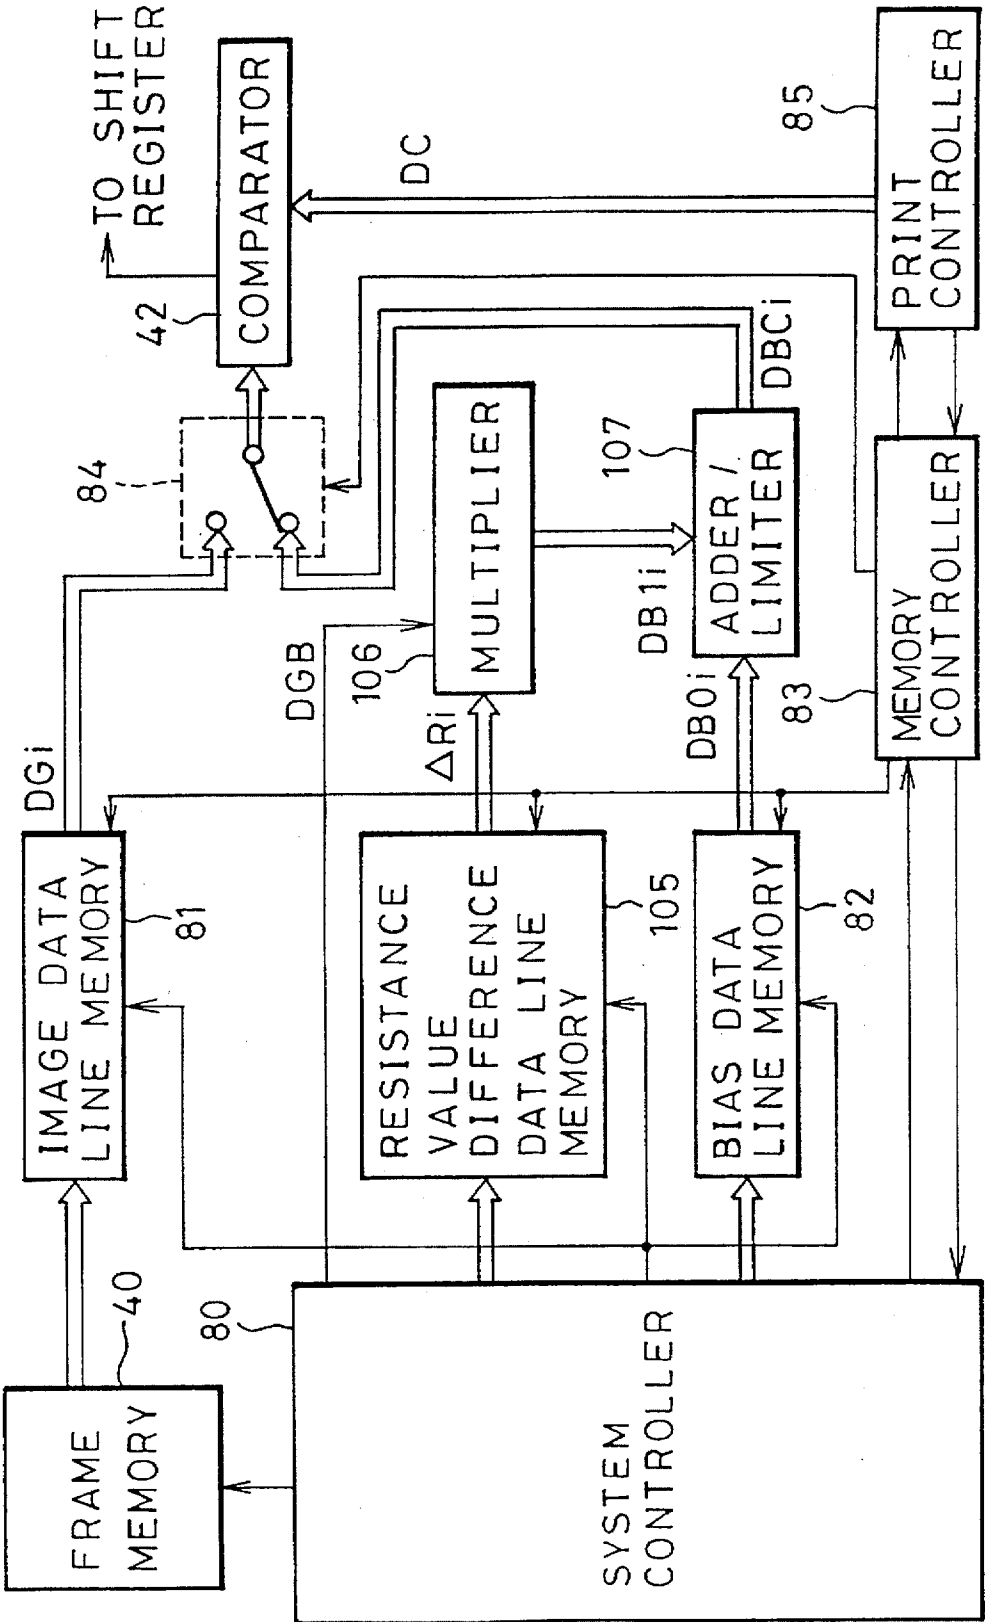 FRAME
MEMORY
40
IMAGE DATA
LINE MEMORY
81
DGi
84
42
COMPARATOR
TO SHIFT
REGISTER
SYSTEM
CONTROLLER
80
RESISTANCE
VALUE
DIFFERENCE
DATA LINE
MEMORY
105
ΔRi
DGB
106
MULTIPLIER
DC
BIAS DATA
LINE MEMORY
82
DB0i
DB1i
107
ADDER /
LIMITER
DBCi
83
MEMORY
CONTROLLER
85
PRINT
CONTROLLER